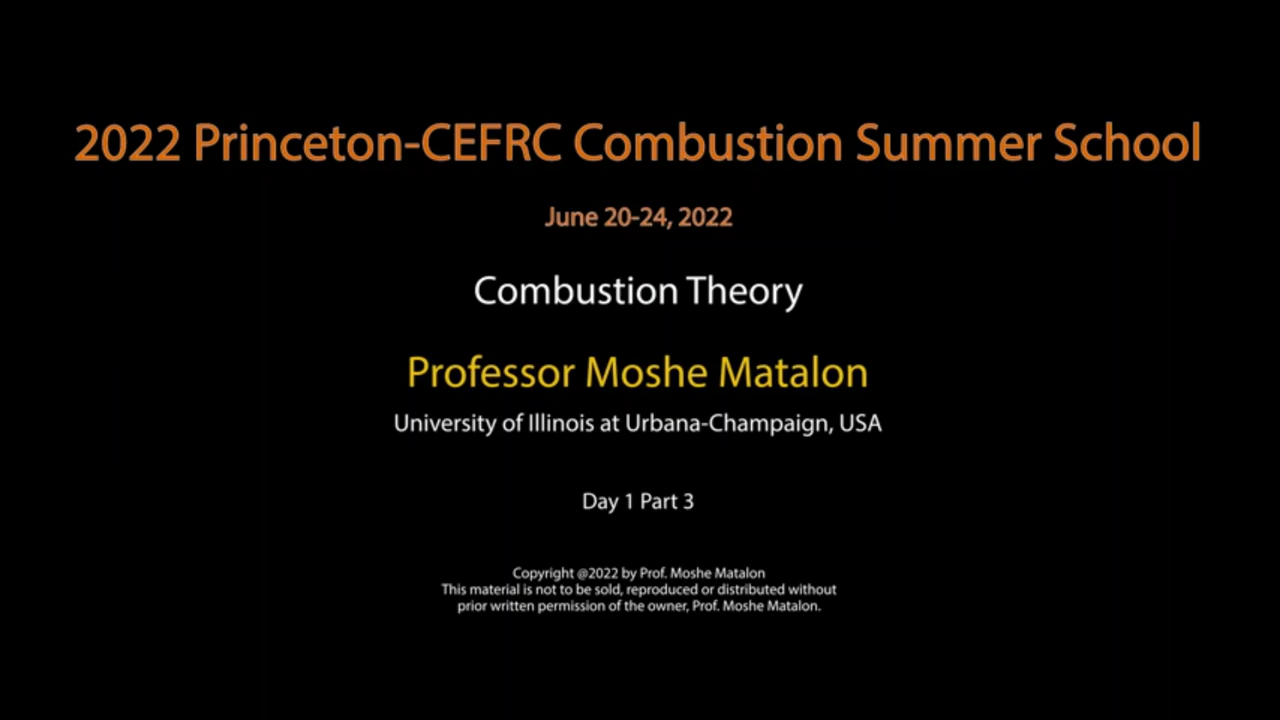 2022 Princeton-CEFRC Combustion Summer School
June 20-24, 2022
Combustion Theory
Professor Moshe Matalon
University of Illinois at Urbana-Champaign, USA
Day 1 Part 3
Copyright @2022 by Prof. Moshe Matalon
This material is not to be sold, reproduced or distributed without
prior written permission of the owner, Prof. Moshe Matalon.